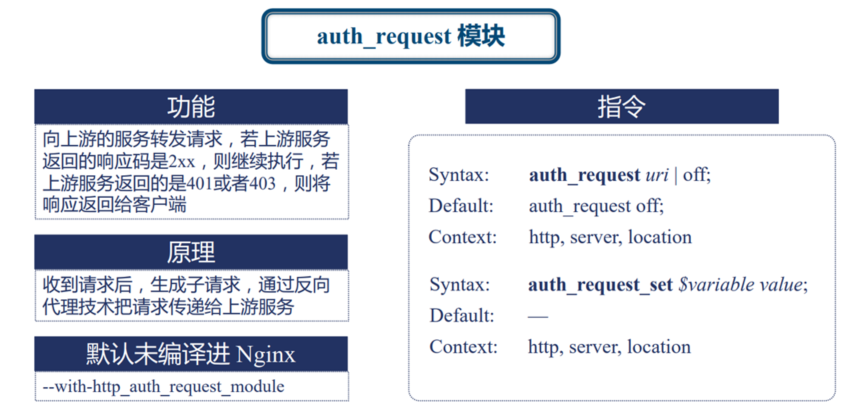 auth_request 模块
功能
向上游的服务转发请求，若上游服务
返回的响应码是2xx，则继续执行，若
上游服务返回的是401或者403，则将
响应返回给客户端
原理
收到请求后，生成子请求，通过反向
代理技术把请求传递给上游服务
默认未编译进 Nginx
--with-http_auth_request_module
指令
Syntax: auth_request uri | off;
Default: auth_request off;
Context: http, server, location
Syntax: auth_request_set $variable value;
Default: —
Context: http, server, location